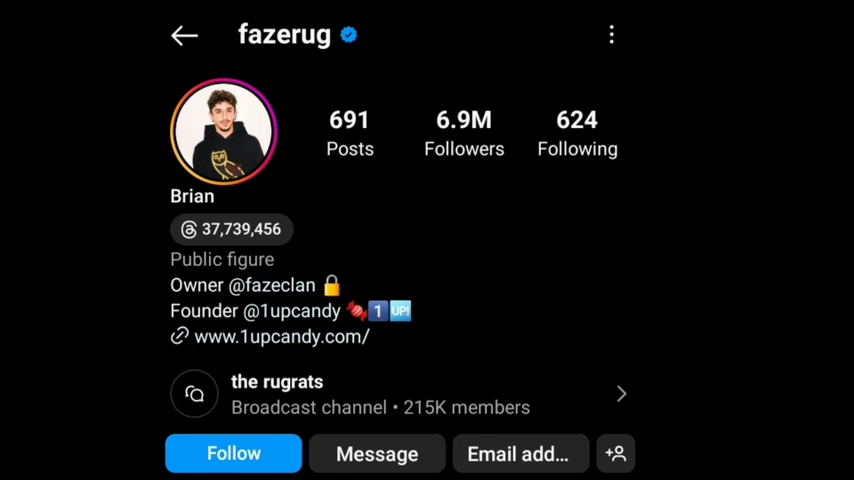 fazerug
691 6.9M 624
Posts Followers Following
Brian
37,739,456
Public figure
Owner @fazeclan 🔒
Founder @1upcandy 🍬1️⃣🆙
www.1upcandy.com/
the rugrats
Broadcast channel • 215K members
Follow Message Email add...